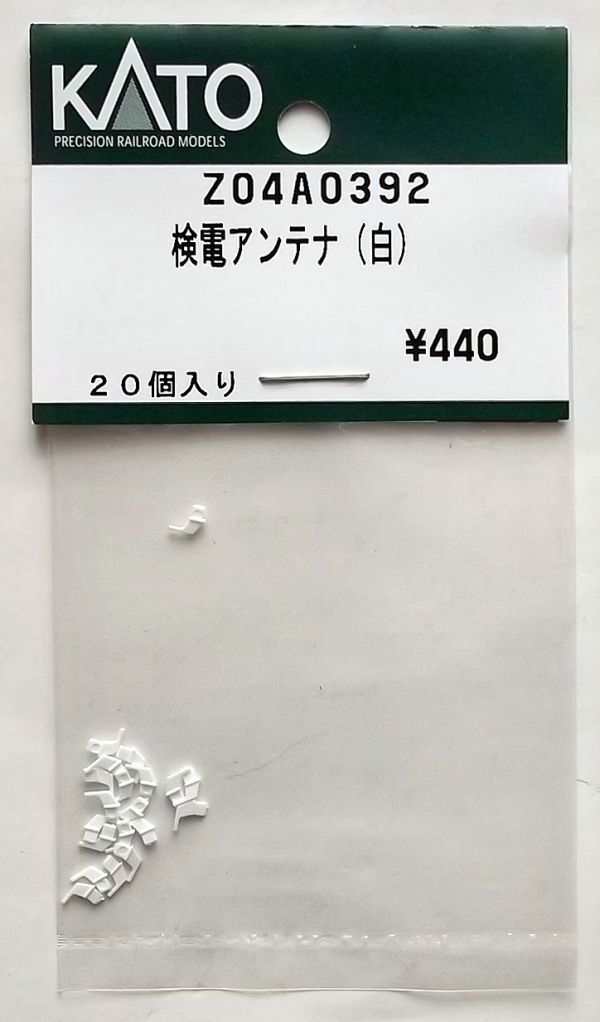 KATO
PRECISION RAILROAD MODELS
Z04A0392
検電アンテナ（白）
¥440
２０個入り